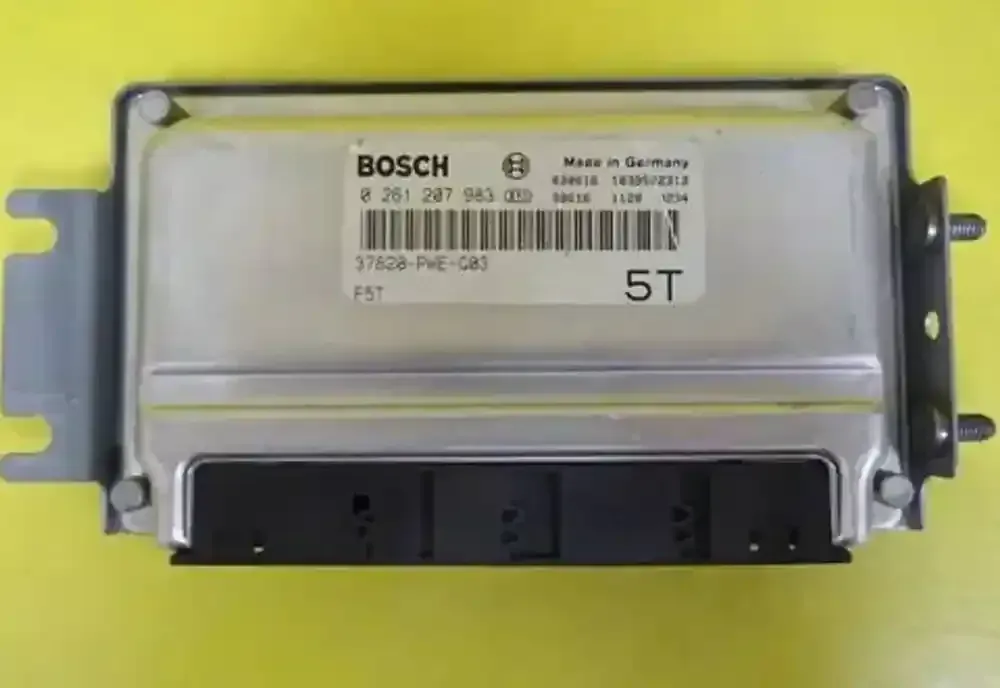 BOSCH
Made in Germany
0 261 207 983
37820-PWE-G03
F5T
5T